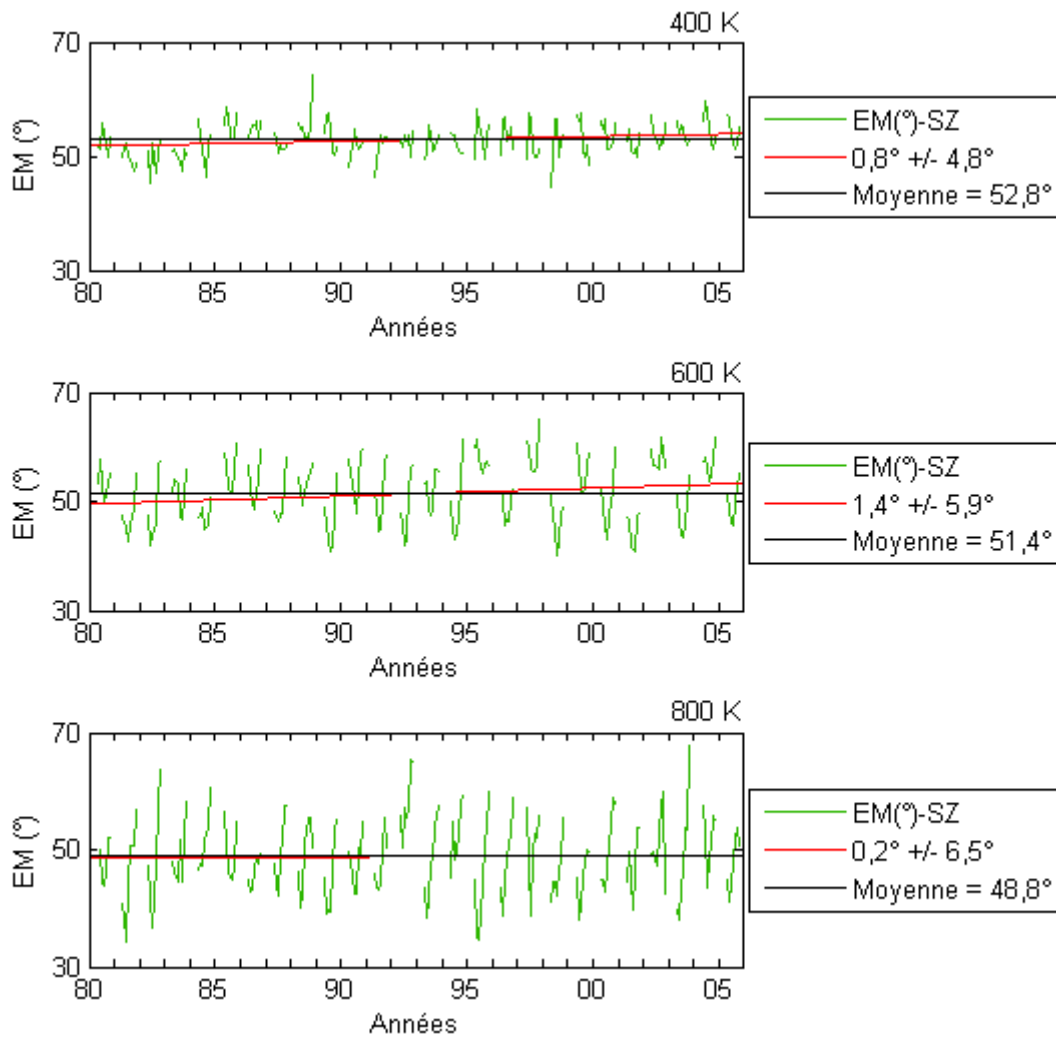 400 K
70
50
30
EM (°)
80 85 90 95 00 05
Années
EM(°)-SZ
0,8° +/- 4,8°
Moyenne = 52,8°
600 K
70
50
30
EM (°)
80 85 90 95 00 05
Années
EM(°)-SZ
1,4° +/- 5,9°
Moyenne = 51,4°
800 K
70
50
30
EM (°)
80 85 90 95 00 05
Années
EM(°)-SZ
0,2° +/- 6,5°
Moyenne = 48,8°